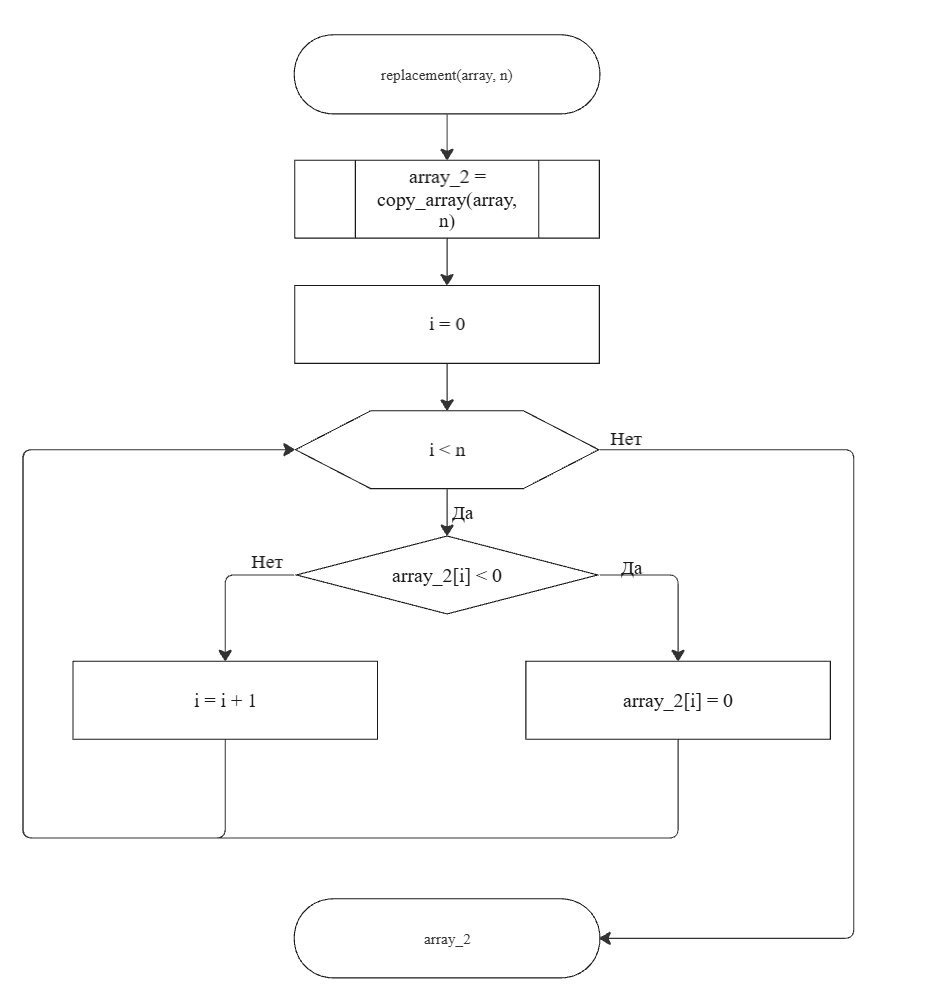 replacement(array, n)
array_2 =
copy_array(array,
n)
i = 0
i < n
Нет
Да
Нет
array_2[i] < 0
Да
i = i + 1
array_2[i] = 0
array_2